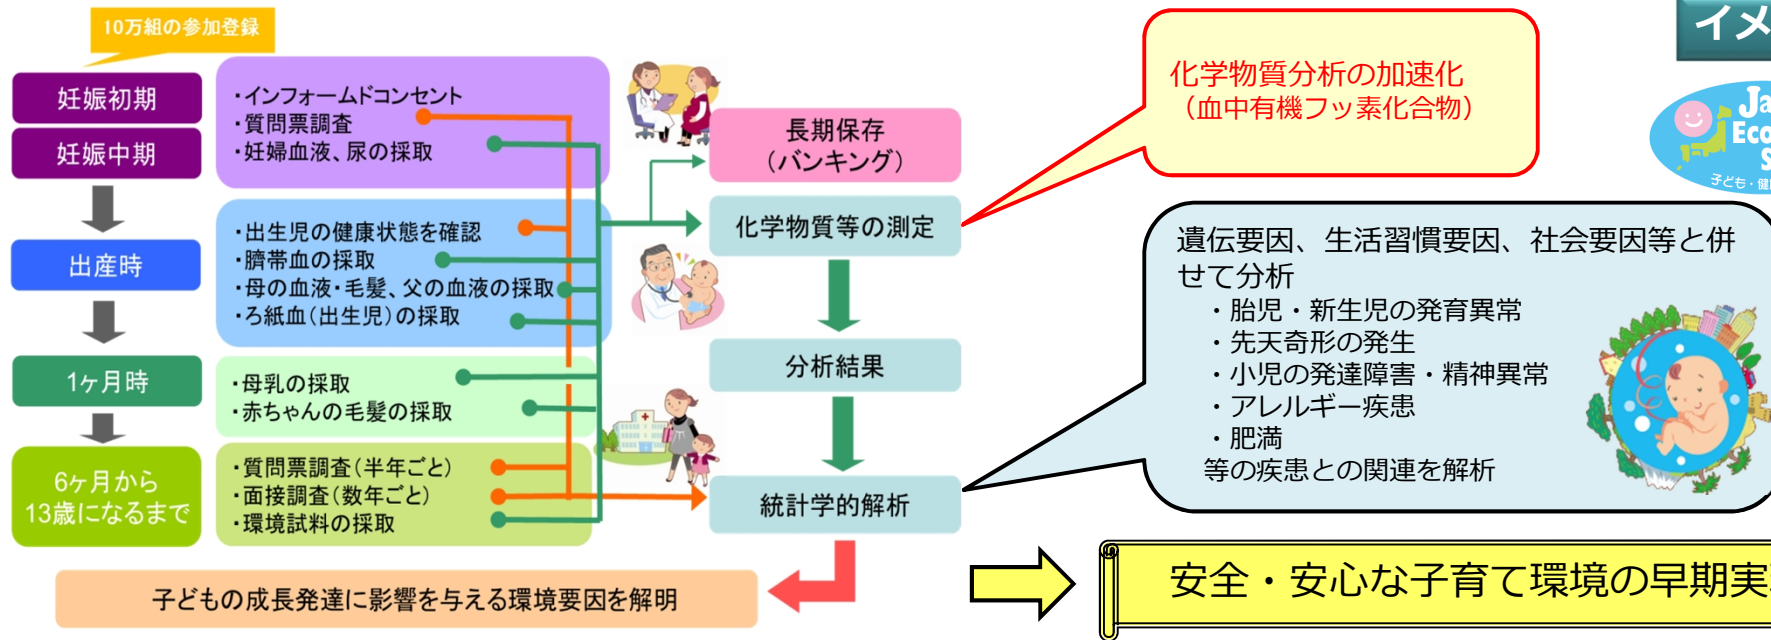 10万組の参加登録
妊娠初期
妊娠中期
出産時
1ヶ月時
6ヶ月から
13歳になるまで
・インフォームドコンセント
・質問票調査
・妊婦血液、尿の採取
・出生児の健康状態を確認
・臍帯血の採取
・母の血液・毛髪、父の血液の採取
・ろ紙血(出生児)の採取
・母乳の採取
・赤ちゃんの毛髪の採取
・質問票調査(半年ごと)
・面接調査(数年ごと)
・環境試料の採取
長期保存
(バンキング)
化学物質等の測定
分析結果
統計学的解析
子どもの成長発達に影響を与える環境要因を解明
化学物質分析の加速化
（血中有機フッ素化合物）
イメ
Ja
Eco
S
子ども・健
遺伝要因、生活習慣要因、社会要因等と併
せて分析
・胎児・新生児の発育異常
・先天奇形の発生
・小児の発達障害・精神異常
・アレルギー疾患
・肥満
等の疾患との関連を解析
安全・安心な子育て環境の早期実